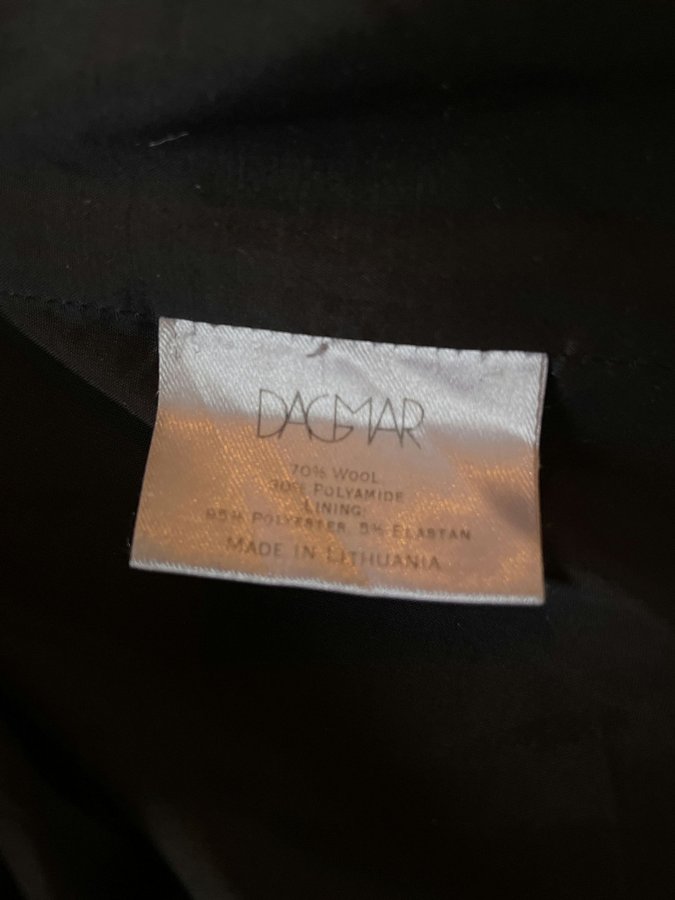 DAGMAR
70% WOOL
30% POLYAMIDE
LINING:
95% POLYESTER, 5% ELASTAN
MADE IN LITHUANIA